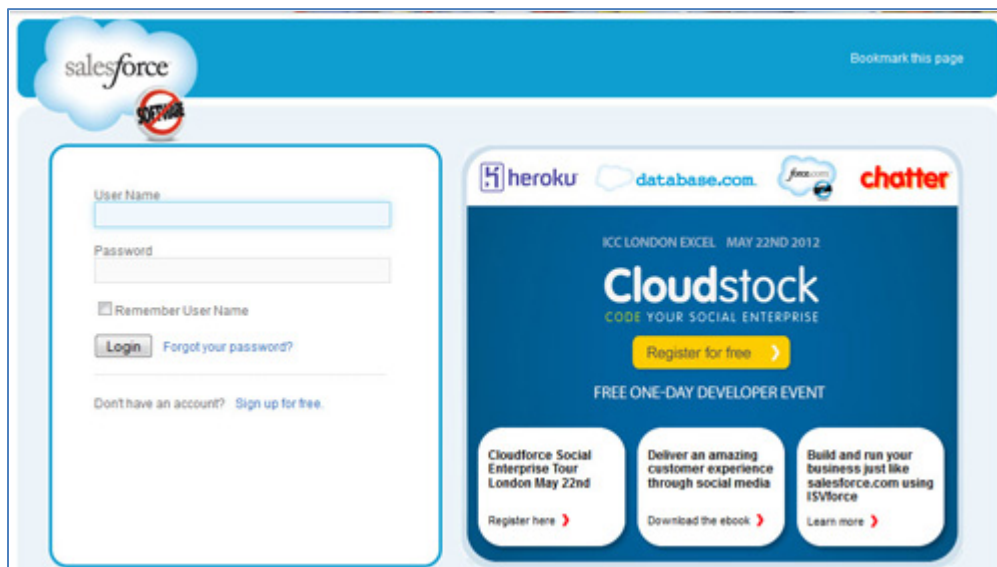 salesforce
SOFTWARE
Bookmark this page
User Name
Password
Remember User Name
Login
Forgot your password?
Don't have an account? Sign up for free.
heroku
database.com
force.com
chatter
ICC LONDON EXCEL MAY 22ND 2012
Cloudstock
CODE YOUR SOCIAL ENTERPRISE
Register for free
FREE ONE-DAY DEVELOPER EVENT
Cloudforce Social
Enterprise Tour
London May 22nd
Register here
Deliver an amazing
customer experience
through social media
Download the ebook
Build and run your
business just like
salesforce.com using
ISVforce
Learn more